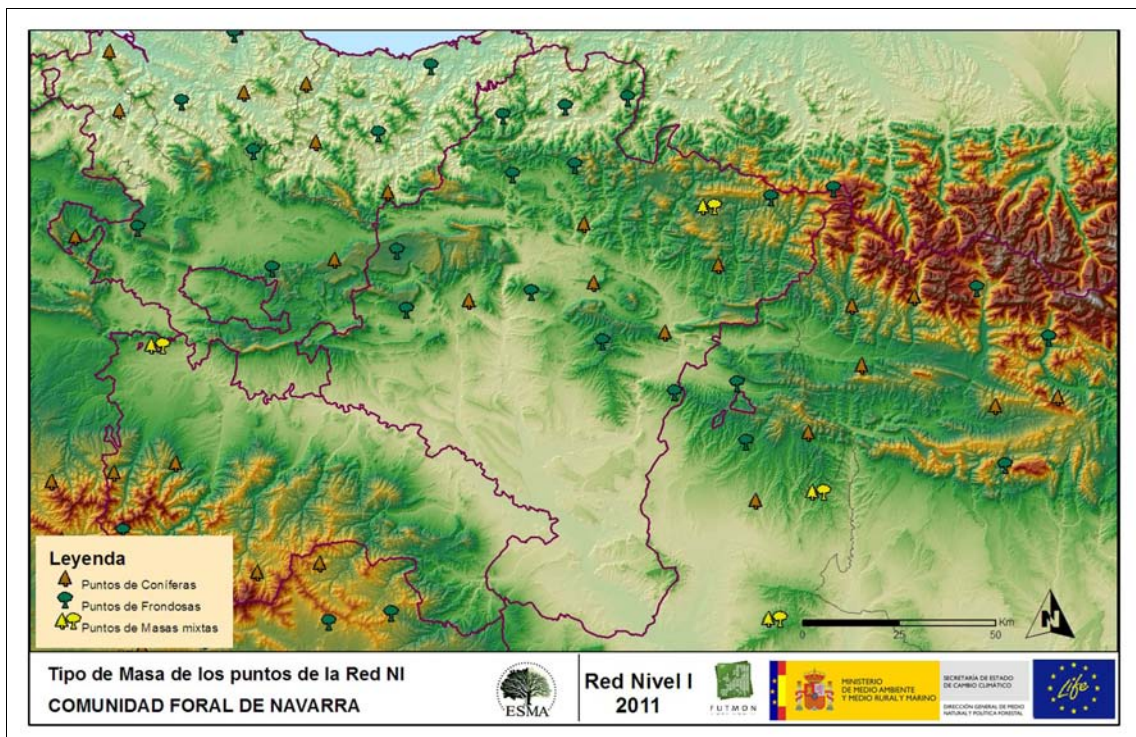 Leyenda
Puntos de Coníferas
Puntos de Frondosas
Puntos de Masas mixtas
Km
0 25 50
N
Tipo de Masa de los puntos de la Red NI
COMUNIDAD FORAL DE NAVARRA
ESMA
Red Nivel I
2011
FUTMON
MINISTERIO
DE MEDIO AMBIENTE
Y MEDIO RURAL Y MARINO
SECRETARÍA DE ESTADO
DE CAMBIO CLIMÁTICO
DIRECCIÓN GENERAL DE MEDIO
NATURAL Y POLÍTICA FORESTAL
Life